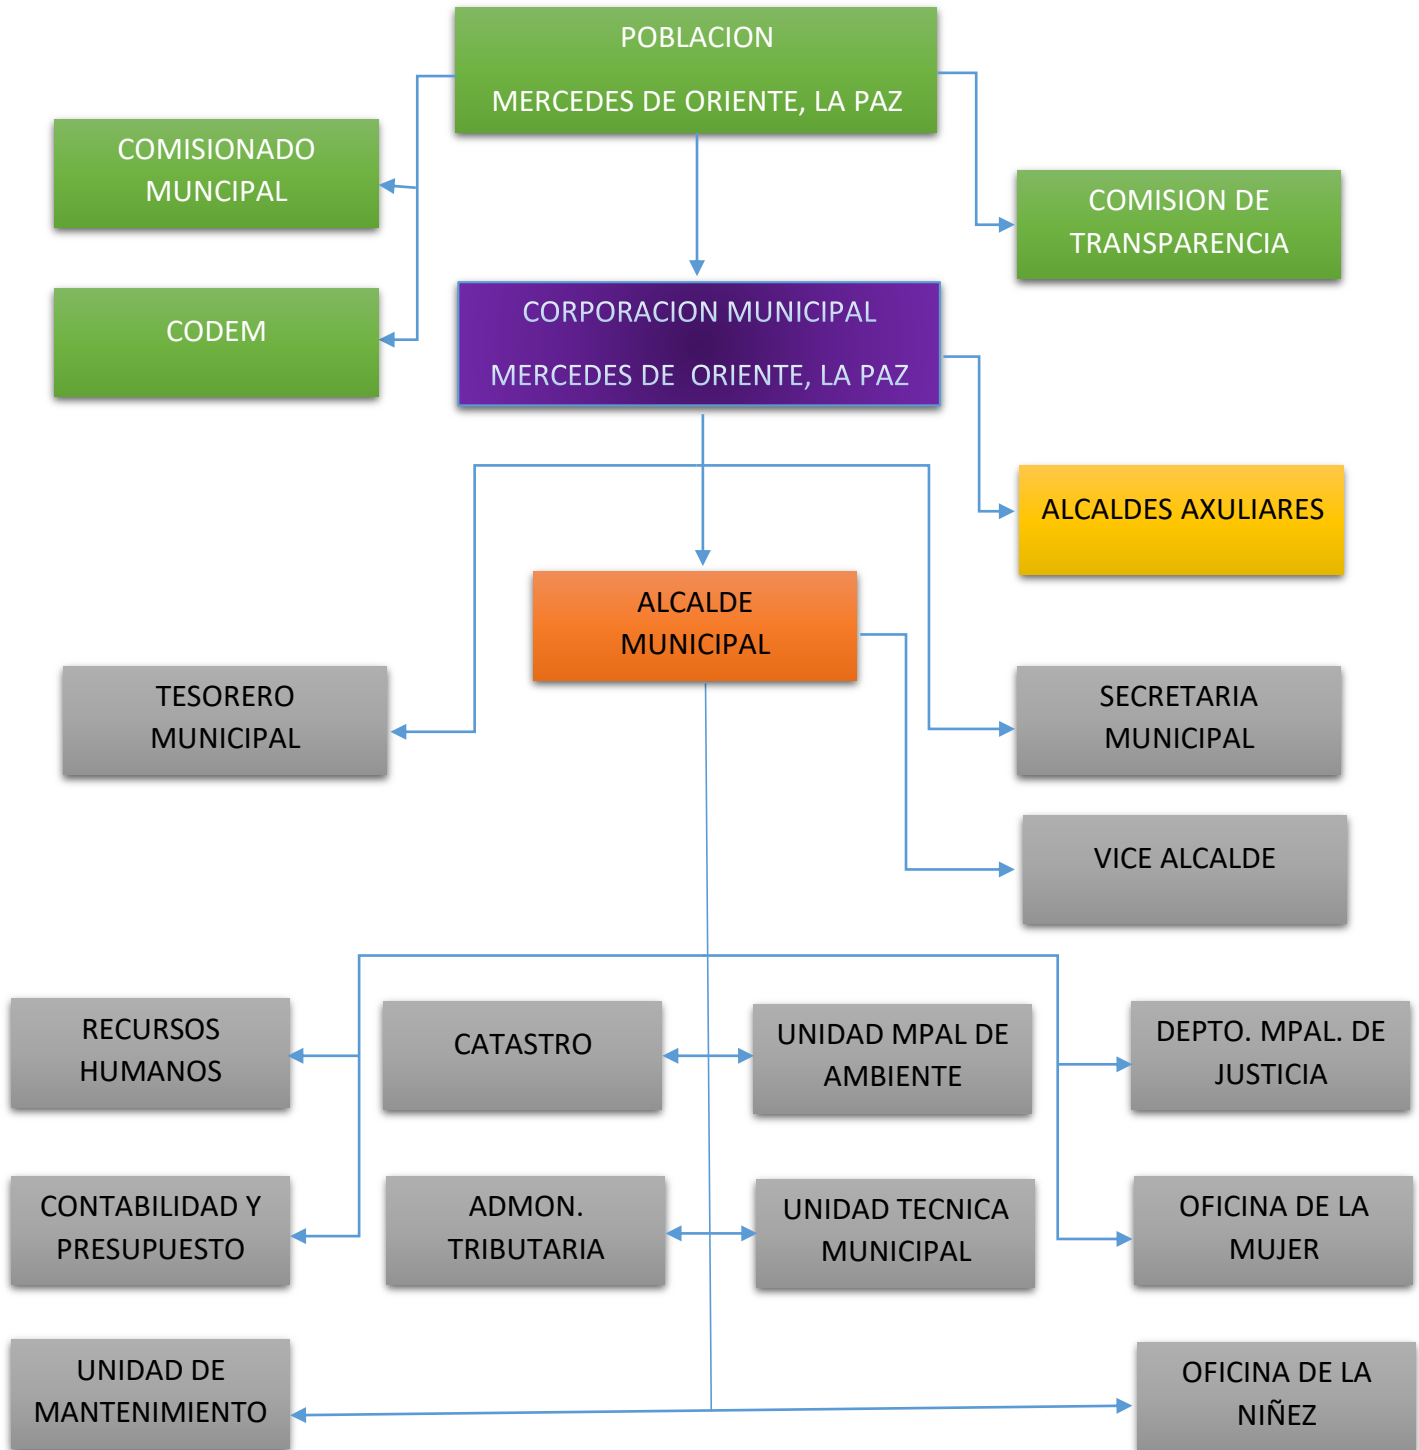 POBLACION
MERCEDES DE ORIENTE, LA PAZ
COMISIONADO
MUNCIPAL
COMISION DE
TRANSPARENCIA
CODEM
CORPORACION MUNICIPAL
MERCEDES DE ORIENTE, LA PAZ
ALCALDES AXULIARES
ALCALDE
MUNICIPAL
TESORERO
MUNICIPAL
SECRETARIA
MUNICIPAL
VICE ALCALDE
RECURSOS
HUMANOS
CATASTRO
UNIDAD MPAL DE
AMBIENTE
DEPTO. MPAL. DE
JUSTICIA
CONTABILIDAD Y
PRESUPUESTO
ADMON.
TRIBUTARIA
UNIDAD TECNICA
MUNICIPAL
OFICINA DE LA
MUJER
UNIDAD DE
MANTENIMIENTO
OFICINA DE LA
NIÑEZ